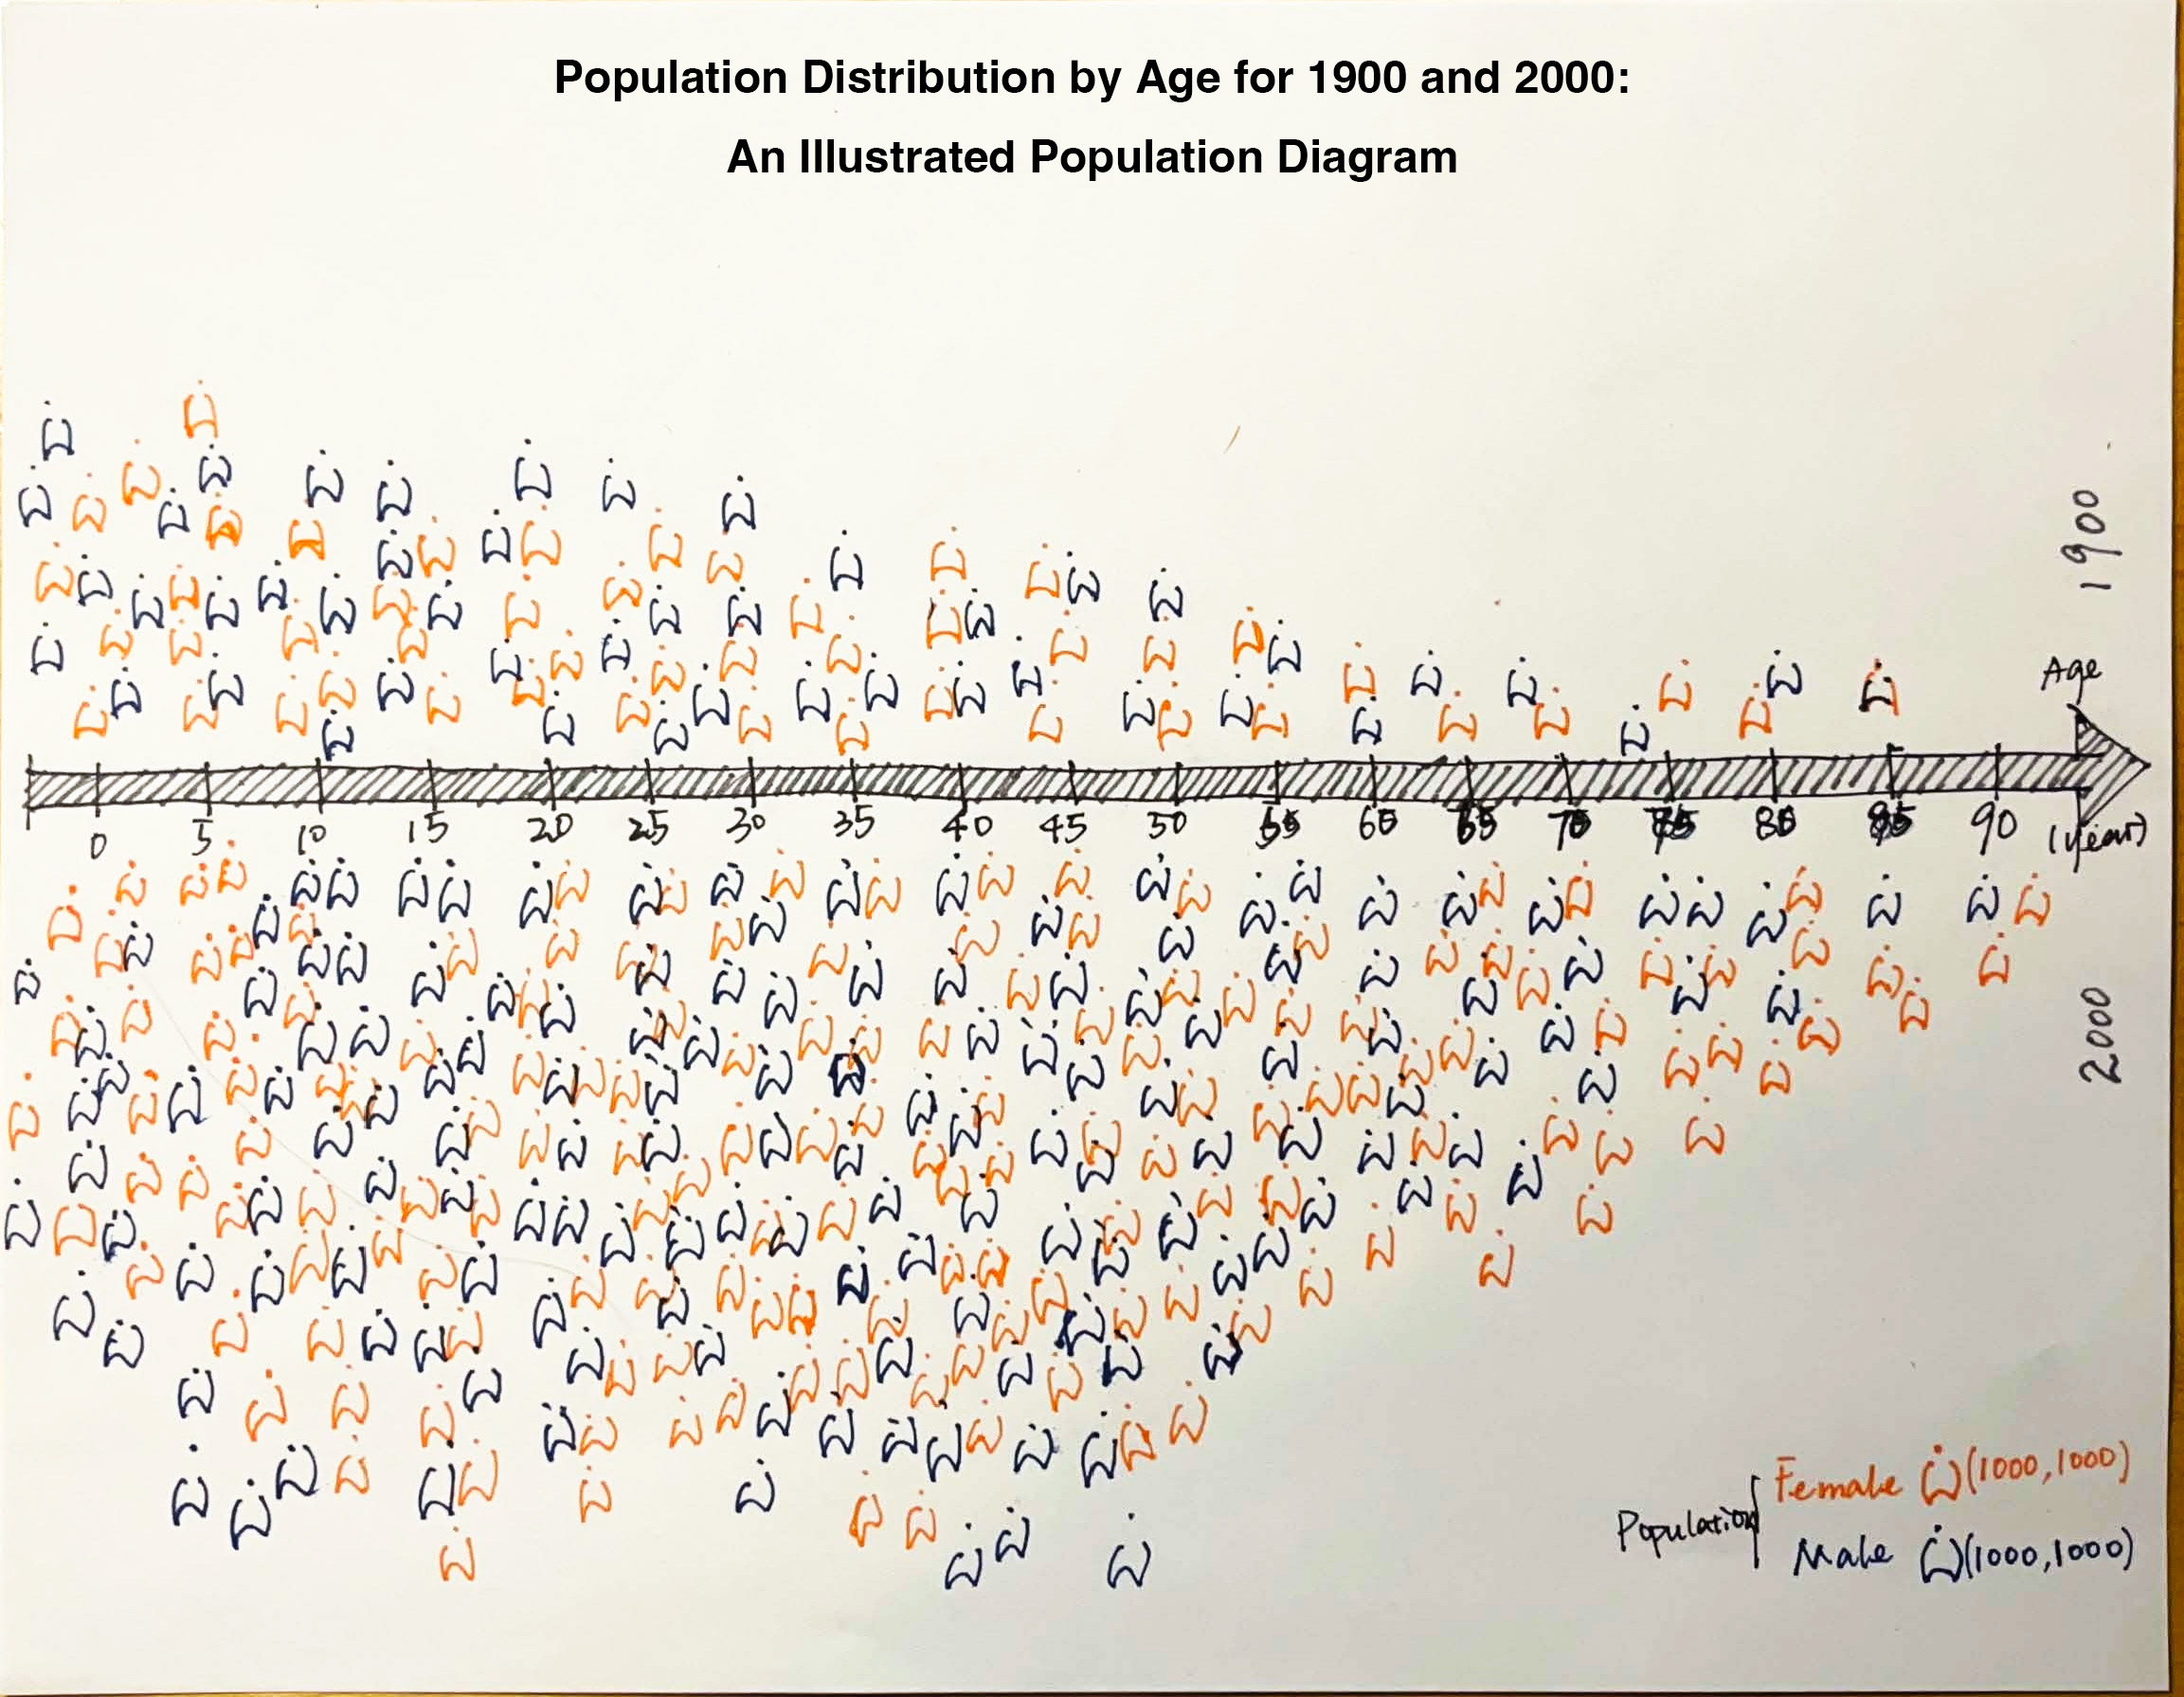 Population Distribution by Age for 1900 and 2000:
An Illustrated Population Diagram
1900
Age
0 5 10 15 20 25 30 35 40 45 50 55 60 65 70 75 80 85 90 (year)
2000
Population
Female (1000,1000)
Male (1000,1000)